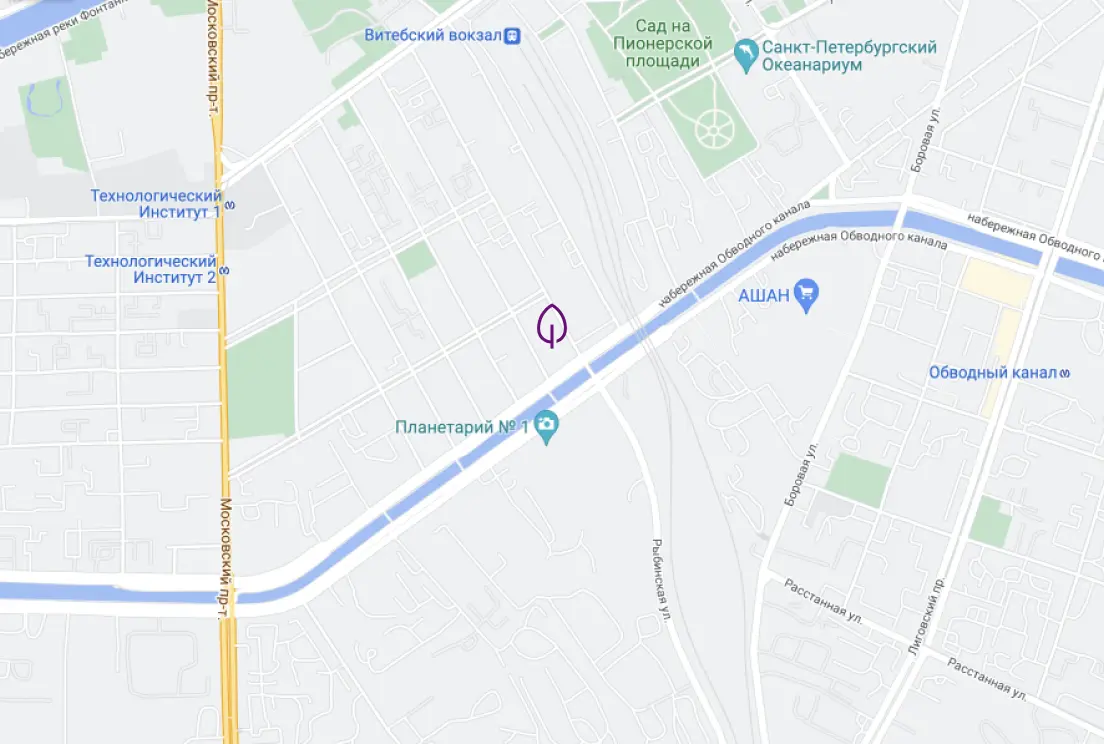 набережная реки Фонтанки
Московский пр-т.
Витебский вокзал
Сад на
Пионерской
площади
Санкт-Петербургский
Океанариум
Боровая ул.
Технологический
Институт 1
набережная Обводного канала
набережная Обводного канала
набережная Обводного
Технологический
Институт 2
АШАН
Обводный канал
Планетарий № 1
Боровая ул.
Московский пр-т.
Рыбинская ул.
Расстанная ул.
Лиговский пр.
Расстанная ул.